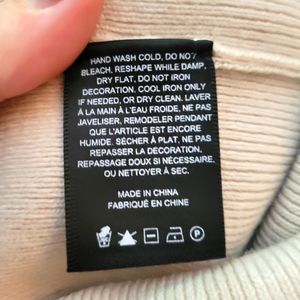 HAND WASH COLD, DO NOT
BLEACH, RESHAPE WHILE DAMP,
DRY FLAT, DO NOT IRON
DECORATION. COOL IRON ONLY
IF NEEDED, OR DRY CLEAN. LAVER
À LA MAIN À L'EAU FROIDE, NE PAS
JAVELISER, REMODELER PENDANT
QUE L'ARTICLE EST ENCORE
HUMIDE. SÉCHER À PLAT, NE PAS
REPASSER LA DÉCORATION.
REPASSAGE DOUX SI NÉCESSAIRE,
OU NETTOYER À SEC.
MADE IN CHINA
FABRIQUÉ EN CHINE
P